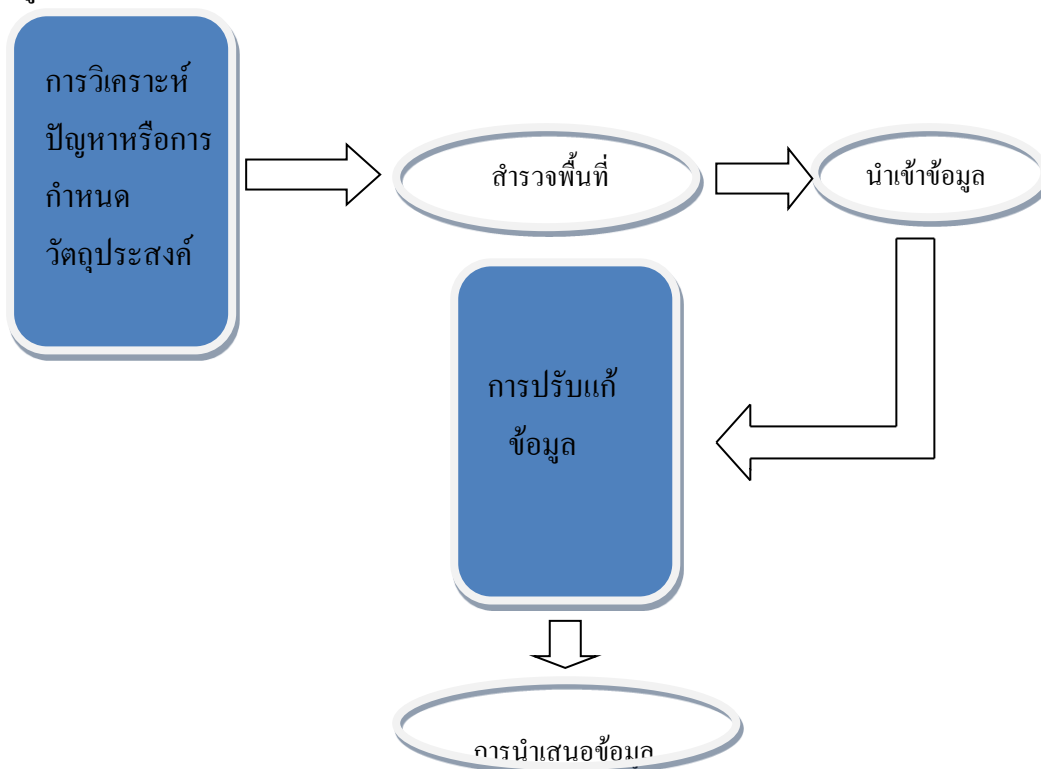 การวิเคราะห์
ปัญหาหรือการ
กำหนด
วัตถุประสงค์
สำรวจพื้นที่
นำเข้าข้อมูล
การปรับแก้
ข้อมูล
การนำเสนอข้อมูล